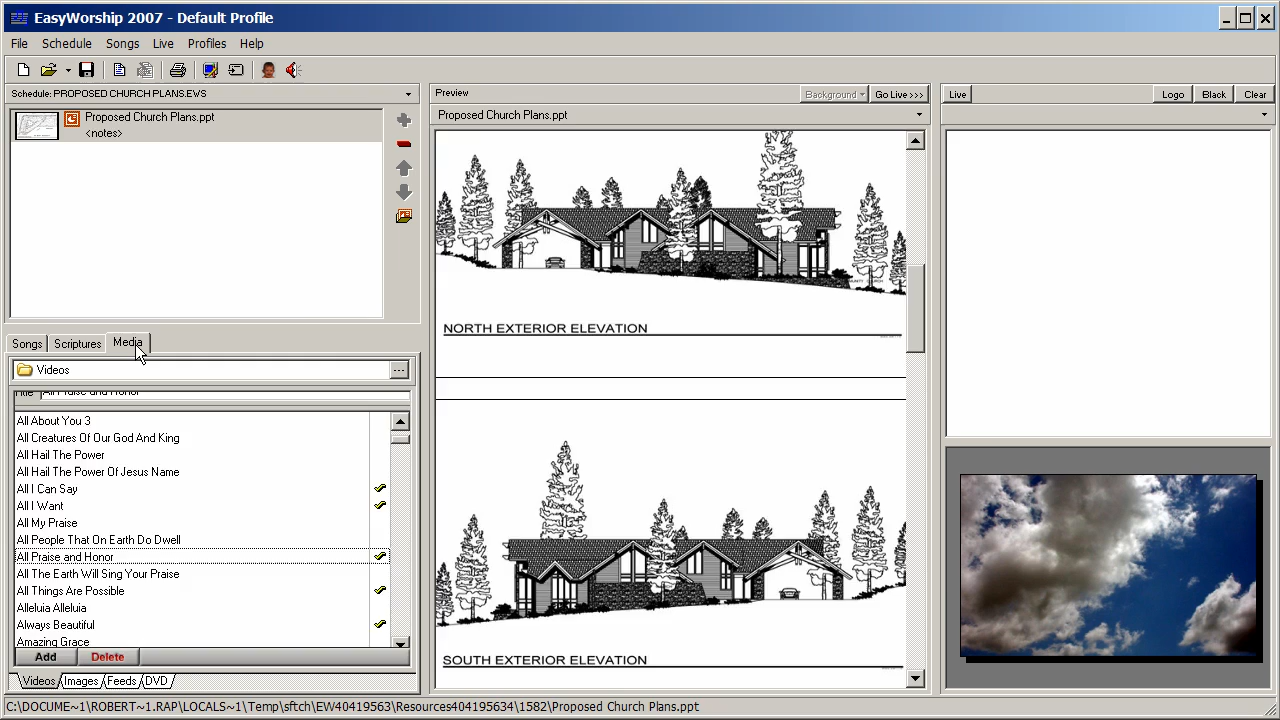 EasyWorship 2007 - Default Profile
File Schedule Songs Live Profiles Help
Schedule: PROPOSED CHURCH PLANS.EVS
Proposed Church Plans.ppt
<notes>
Songs Scriptures Media
Videos
Title All Praise and Honor
All About You 3
All Creatures Of Our God And King
All Hail The Power
All Hail The Power Of Jesus Name
All I Can Say
All I Want
All My Praise
All People That On Earth Do Dwell
All Praise and Honor
All The Earth Will Sing Your Praise
All Things Are Possible
Alleluia Alleluia
Always Beautiful
Amazing Grace
Add Delete
Videos Images Feeds DVD
Preview Background Go Live >>>
Proposed Church Plans.ppt
NORTH EXTERIOR ELEVATION
SOUTH EXTERIOR ELEVATION
Live Logo Black Clear
C:\DOCUME~1\ROBERT~1.RAP\LOCALS~1\Temp\sftch\EW40419563\Resources404195634\1582\Proposed Church Plans.ppt